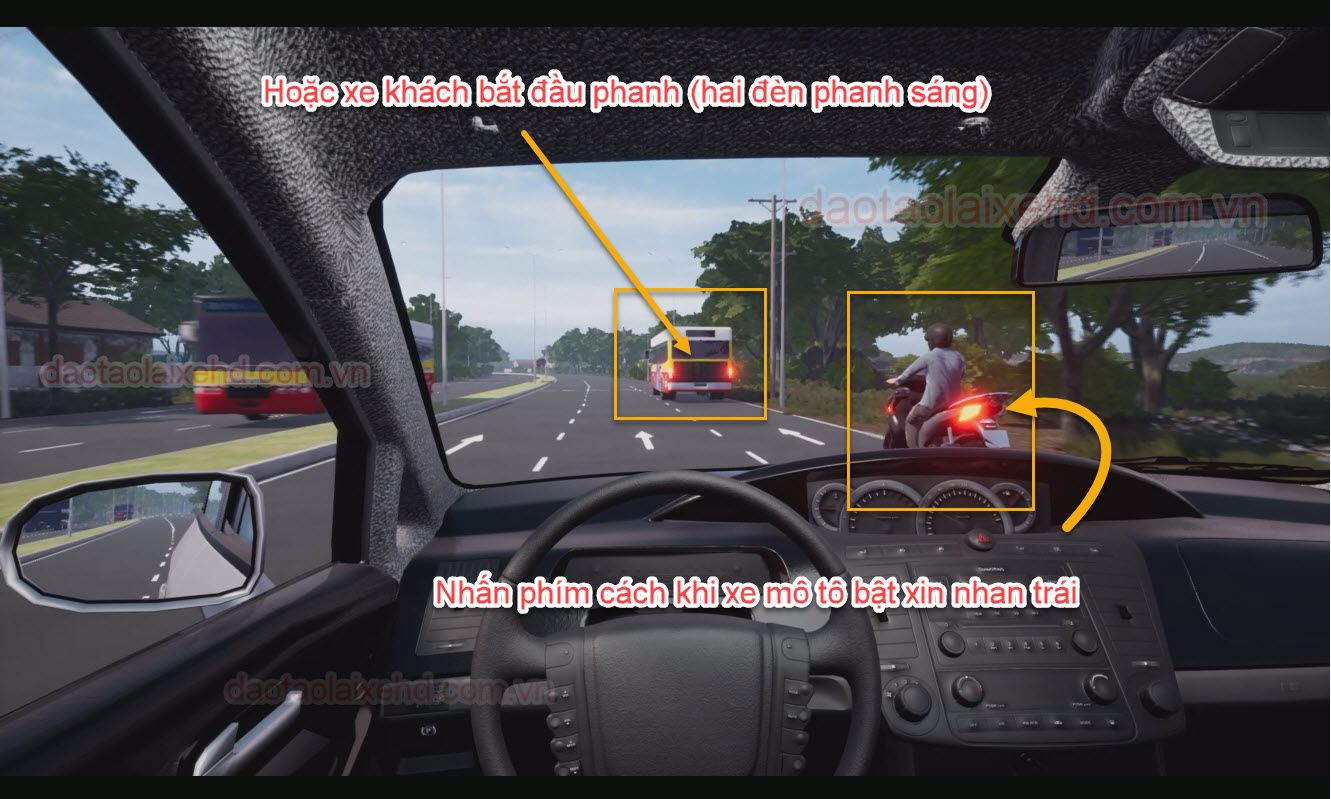 Hoặc xe khách bắt đầu phanh (hai đèn phanh sáng)
daotaolaixehd.com.vn
daotaolaixehd.com.vn
Nhấn phím cách khi xe mô tô bật xin nhan trái
daotaolaixehd.com.vn